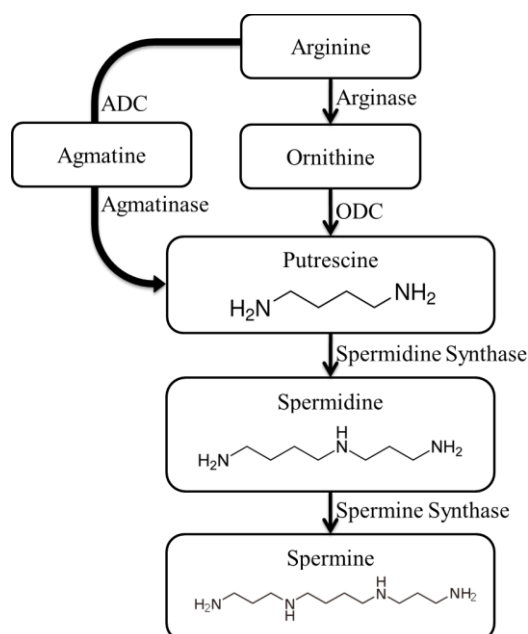 Arginine
ADC
Arginase
Agmatine
Ornithine
Agmatinase
ODC
Putrescine
H₂N
NH₂
Spermidine Synthase
Spermidine
H₂N
H
N
NH₂
Spermine Synthase
Spermine
H₂N
N
H
H
N
NH₂